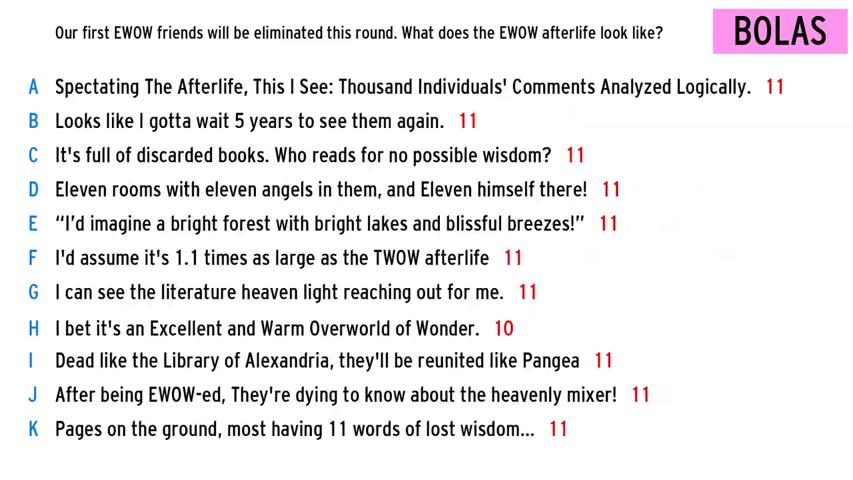 Our first EWOW friends will be eliminated this round. What does the EWOW afterlife look like?
BOLAS
A Spectating The Afterlife, This I See: Thousand Individuals' Comments Analyzed Logically. 11
B Looks like I gotta wait 5 years to see them again. 11
C It's full of discarded books. Who reads for no possible wisdom? 11
D Eleven rooms with eleven angels in them, and Eleven himself there! 11
E “I'd imagine a bright forest with bright lakes and blissful breezes!” 11
F I'd assume it's 1.1 times as large as the TWOW afterlife 11
G I can see the literature heaven light reaching out for me. 11
H I bet it's an Excellent and Warm Overworld of Wonder. 10
I Dead like the Library of Alexandria, they'll be reunited like Pangea 11
J After being EWOW-ed, They're dying to know about the heavenly mixer! 11
K Pages on the ground, most having 11 words of lost wisdom... 11